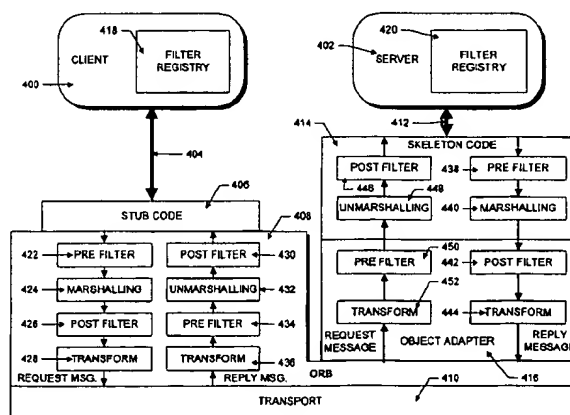 418
CLIENT
FILTER REGISTRY
400
420
402
SERVER
FILTER REGISTRY
404
412
414
SKELETON CODE
POST FILTER
446
438
PRE FILTER
UNMARSHALLING
448
440
MARSHALLING
406
STUB CODE
408
422
PRE FILTER
POST FILTER
430
424
MARSHALLING
UNMARSHALLING
432
426
POST FILTER
PRE FILTER
434
428
TRANSFORM
TRANSFORM
436
REQUEST MSG.
REPLY MSG.
PRE FILTER
450
442
POST FILTER
452
TRANSFORM
444
TRANSFORM
REQUEST MESSAGE
OBJECT ADAPTER
REPLY MESSAGE
ORB
416
TRANSPORT
410